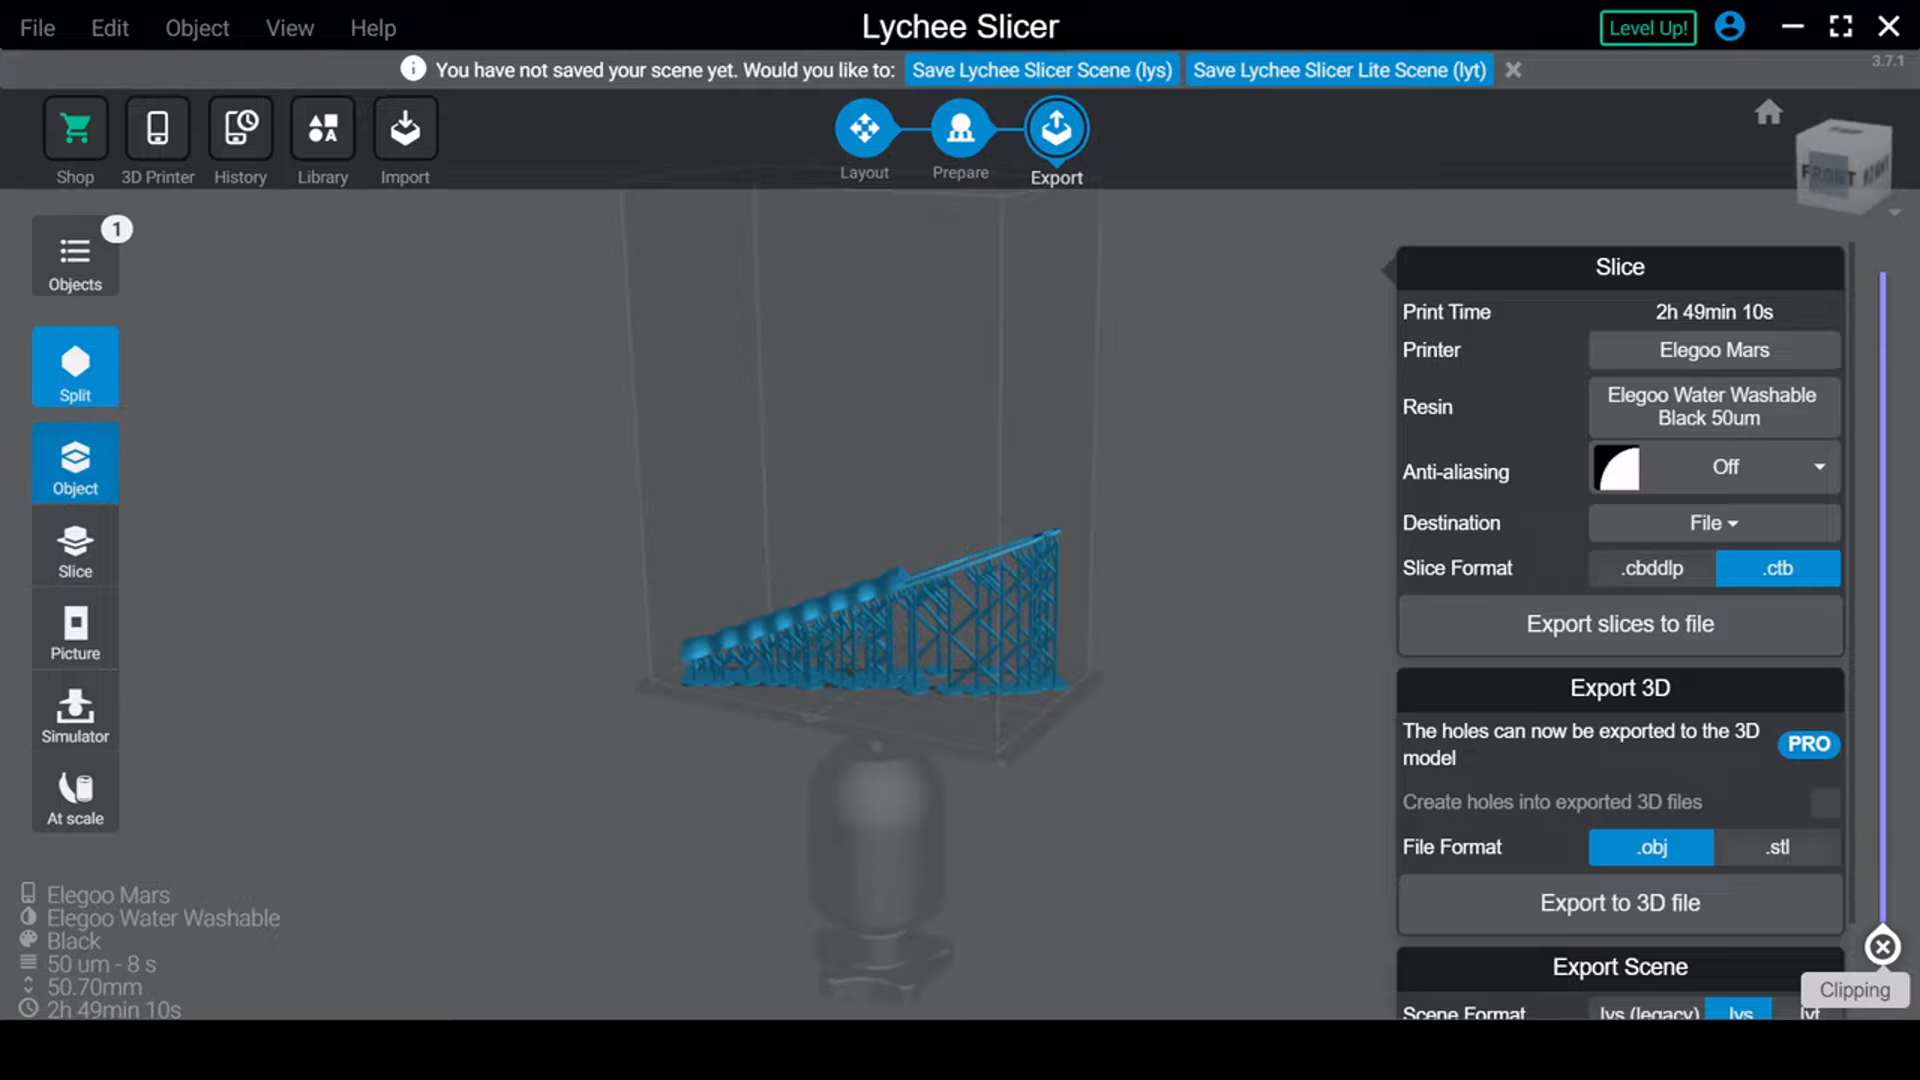 File Edit Object View Help
Lychee Slicer
Level Up!
You have not saved your scene yet. Would you like to: Save Lychee Slicer Scene (lys) Save Lychee Slicer Lite Scene (lyt)
3.7.1
Shop 3D Printer History Library Import
Layout Prepare Export
FRONT RIGHT
1
Objects
Split
Object
Slice
Picture
Simulator
At scale
Elegoo Mars
Elegoo Water Washable
Black
50 um - 8 s
50.70mm
2h 49min 10s
Slice
Print Time 2h 49min 10s
Printer Elegoo Mars
Resin Elegoo Water Washable
Black 50um
Anti-aliasing Off
Destination File
Slice Format .cbddlp .ctb
Export slices to file
Export 3D
The holes can now be exported to the 3D
model
PRO
Create holes into exported 3D files
File Format .obj .stl
Export to 3D file
Export Scene
Clipping
Scene Format lys (legacy) lys lyt